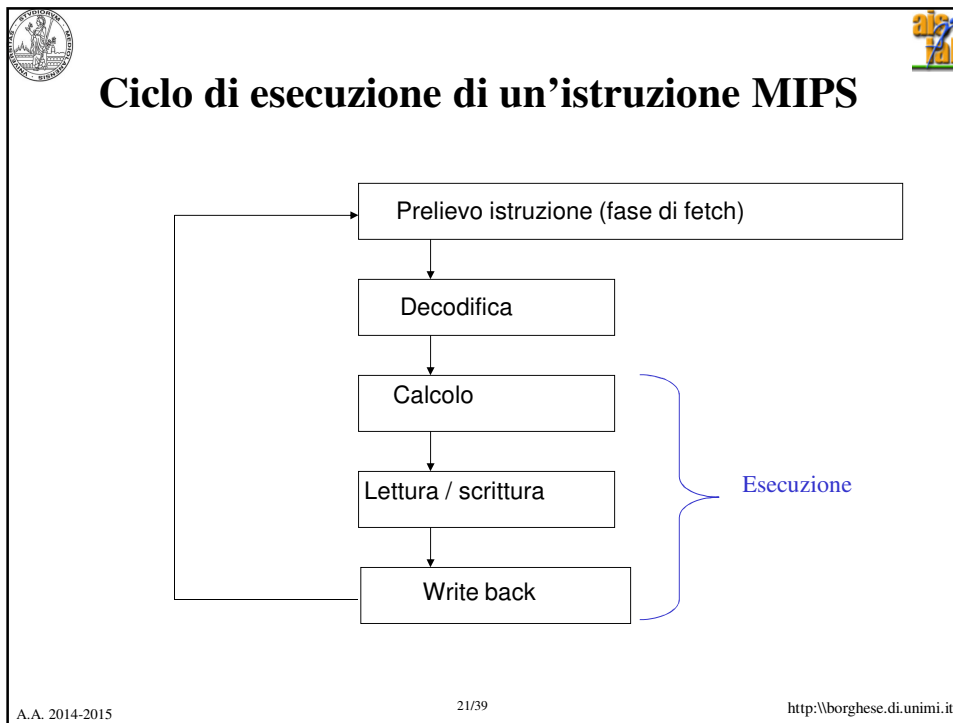 Ciclo di esecuzione di un'istruzione MIPS
Prelievo istruzione (fase di fetch)
Decodifica
Calcolo
Lettura / scrittura
Esecuzione
Write back
A.A. 2014-2015
21/39
http:\\borghese.di.unimi.it